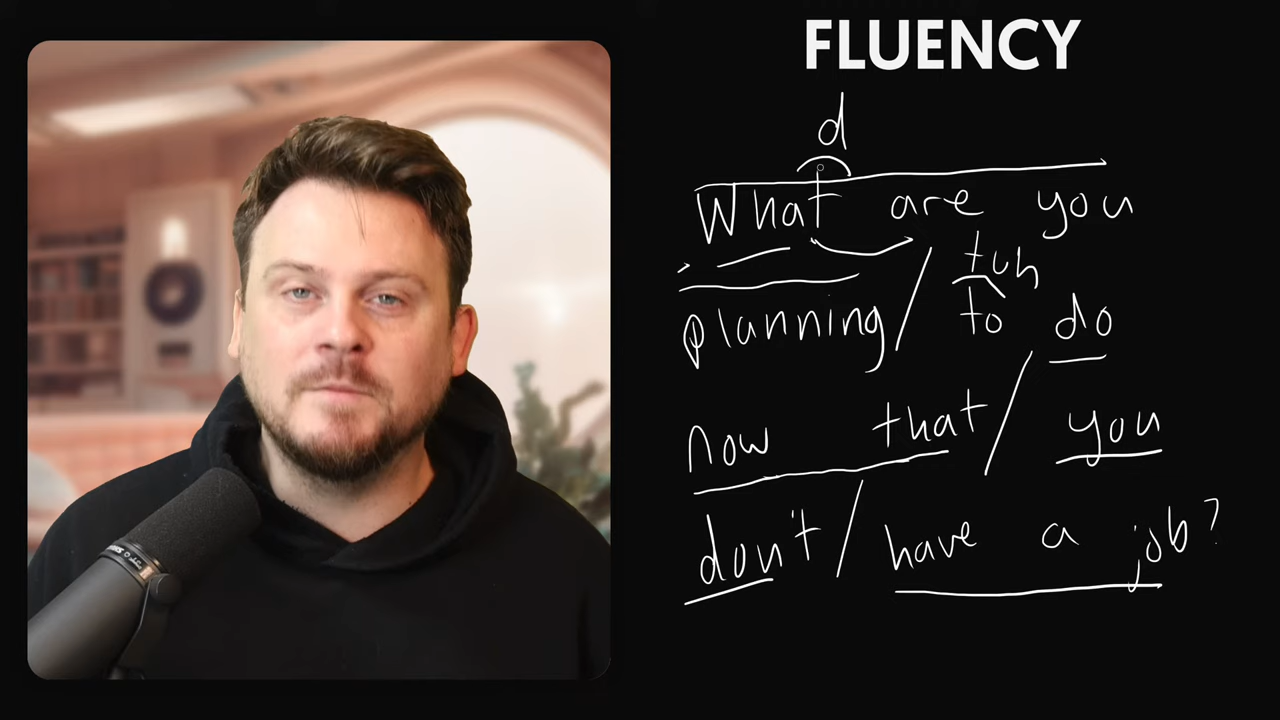 FLUENCY
d
What are you
tuh
planning / to do
now that / you
don't / have a job?